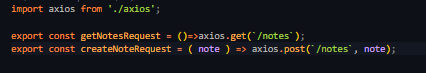 import axios from './axios';
export const getNotesRequest = ()=>axios.get(`/notes`);
export const createNoteRequest = ( note ) => axios.post(`/notes`, note);